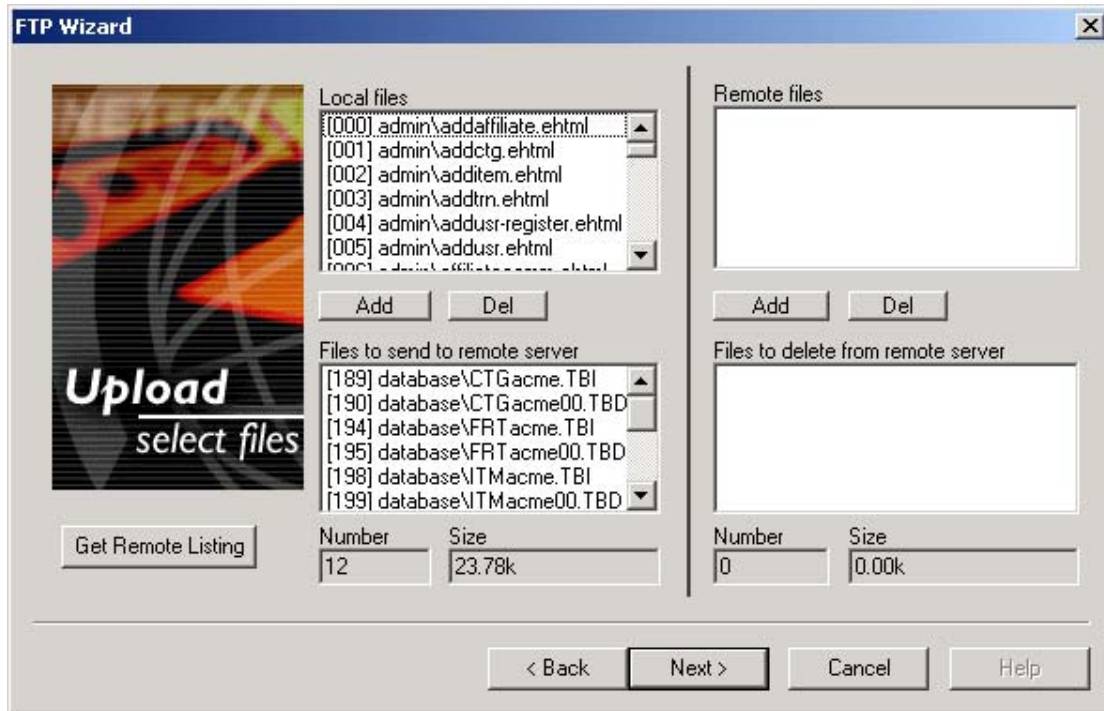 FTP Wizard
Local files
[000] admin\addaffiliate.ehtml
[001] admin\addctg.ehtml
[002] admin\additem.ehtml
[003] admin\addtrn.ehtml
[004] admin\addusr-register.ehtml
[005] admin\addusr.ehtml
Add Del
Files to send to remote server
[189] database\CTGacme.TBI
[190] database\CTGacme00.TBD
[194] database\FRTacme.TBI
[195] database\FRTacme00.TBD
[198] database\ITMacme.TBI
[199] database\ITMacme00.TBD
Number Size
12 23.78k
Remote files
Add Del
Files to delete from remote server
Number Size
0 0.00k
Upload
select files
Get Remote Listing
< Back Next > Cancel Help